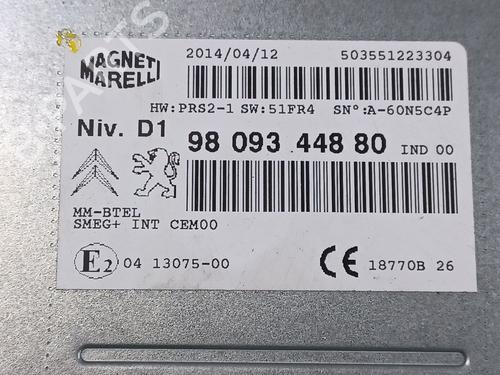 MAGNETI
MARELLI
2014/04/12 503551223304
HW:PRS2-1 SW:51FR4 SN°:A-60N5C4P
Niv. D1 98 093 448 80 IND 00
MM-BTEL
SMEG+ INT CEM00
E2 04 13075-00 CE 18770B 26